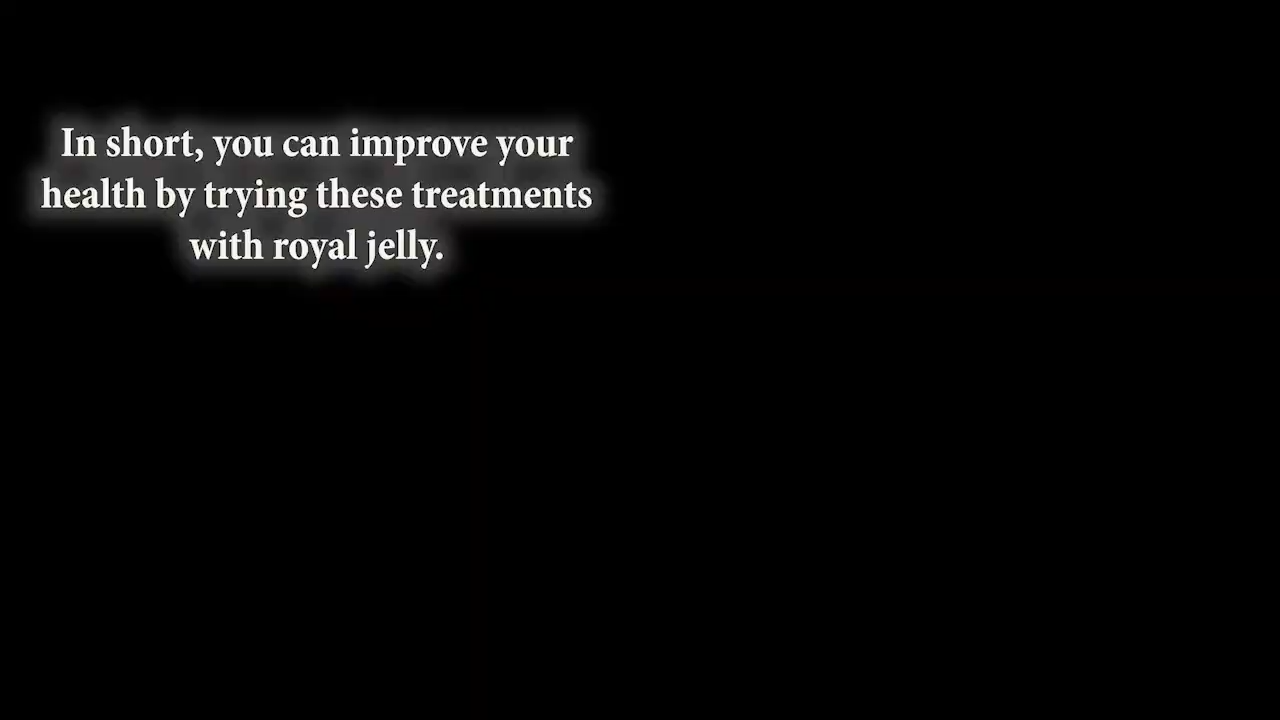 In short, you can improve your
health by trying these treatments
with royal jelly.